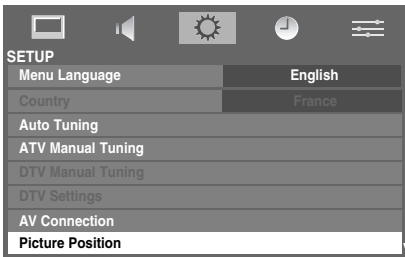 SETUP
Menu Language English
Country France
Auto Tuning
ATV Manual Tuning
DTV Manual Tuning
DTV Settings
AV Connection
Picture Position